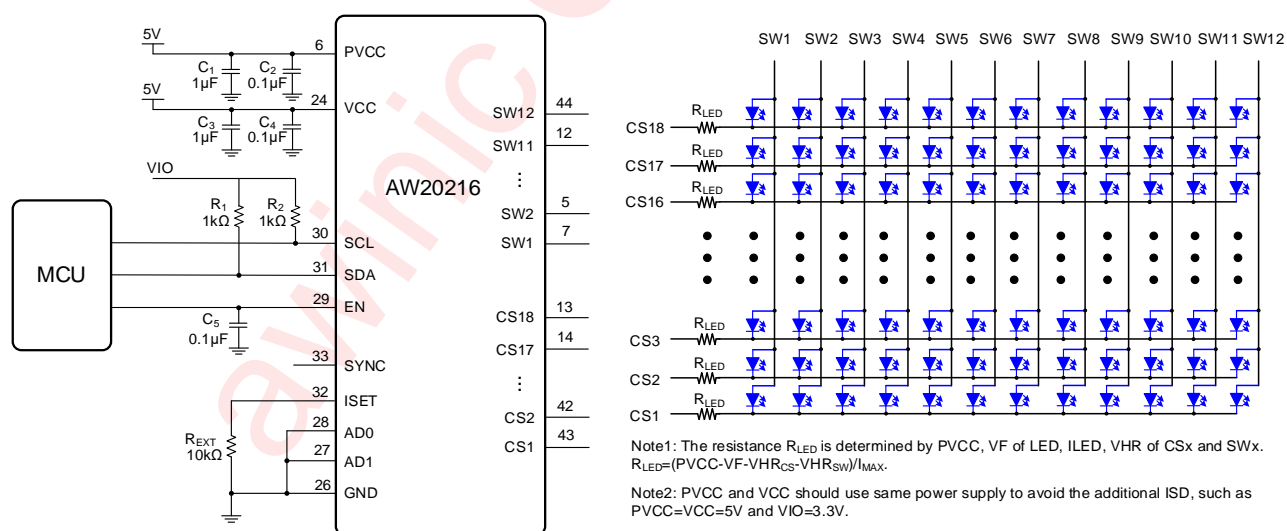 5V
6
PVCC
C1
1µF
C2
0.1µF
5V
24
VCC
C3
1µF
C4
0.1µF
VIO
R1
1kΩ
R2
1kΩ
MCU
30
SCL
31
SDA
29
EN
C5
0.1µF
33
SYNC
32
ISET
REXT
10kΩ
28
AD0
27
AD1
26
GND
AW20216
SW12
44
SW11
12
SW2
5
SW1
7
CS18
13
CS17
14
CS2
42
CS1
43
SW1 SW2 SW3 SW4 SW5 SW6 SW7 SW8 SW9 SW10 SW11 SW12
RLED
CS18
CS17
CS16
RLED
CS3
CS2
RLED
CS1
Note1: The resistance RLED is determined by PVCC, VF of LED, ILED, VHR of CSx and SWx.
RLED=(PVCC-VF-VHRCS-VHRSW)/IMAX.
Note2: PVCC and VCC should use same power supply to avoid the additional ISD, such as
PVCC=VCC=5V and VIO=3.3V.
awinic